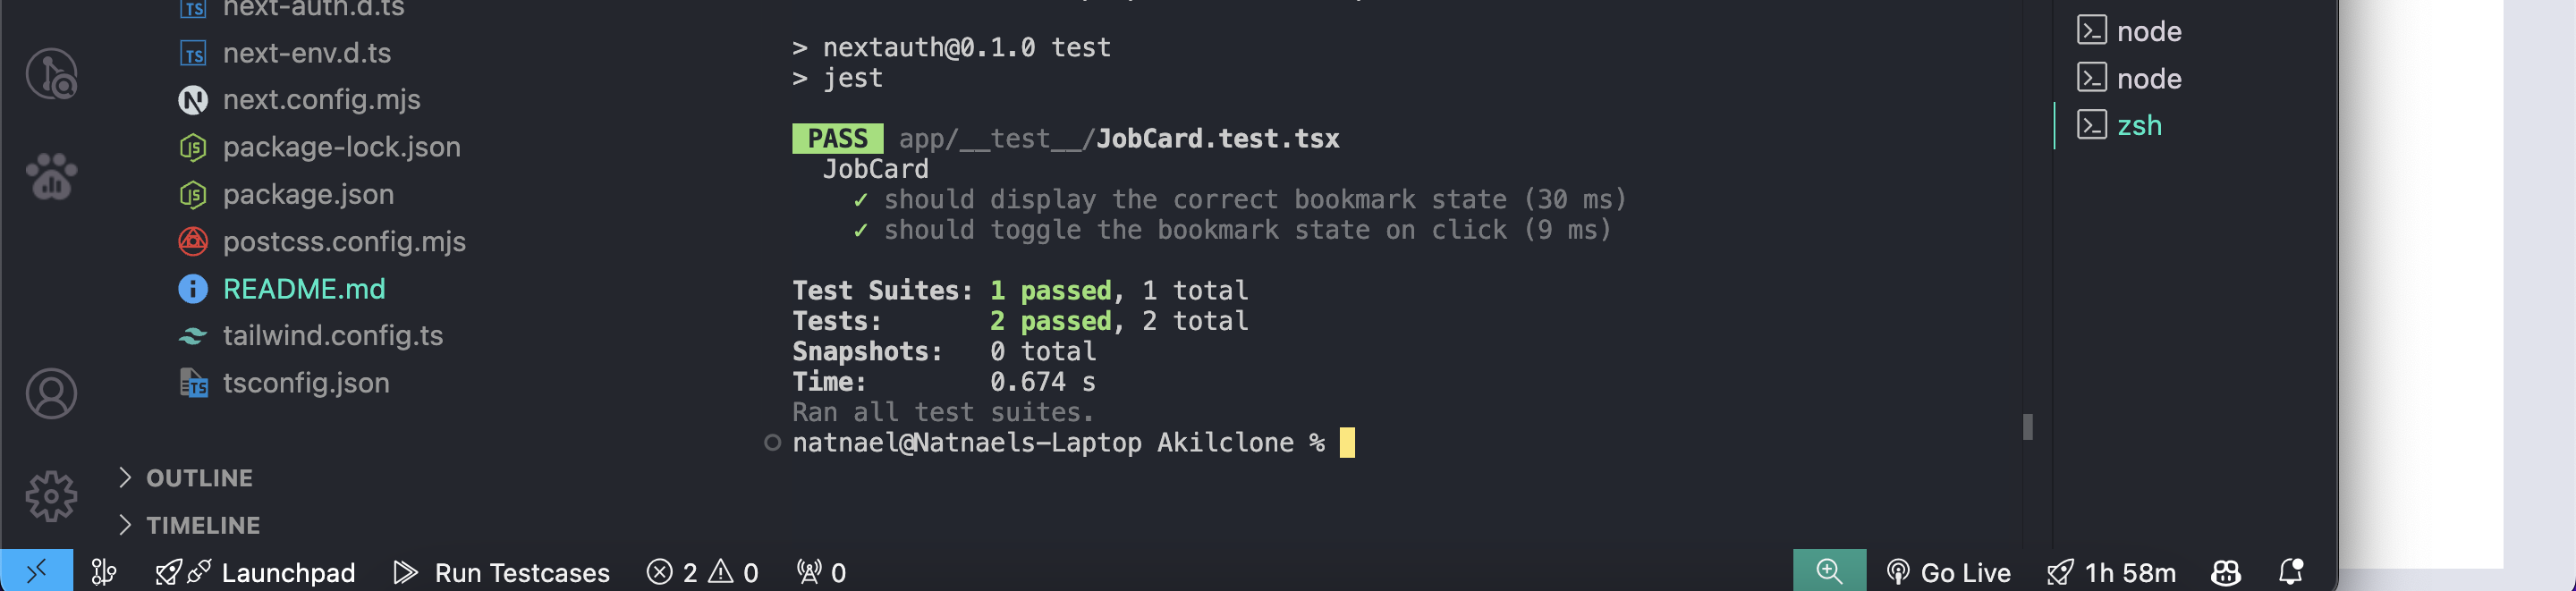 next-auth.d.ts
next-env.d.ts
next.config.mjs
package-lock.json
package.json
postcss.config.mjs
README.md
tailwind.config.ts
tsconfig.json
OUTLINE
TIMELINE
> nextauth@0.1.0 test
> jest
PASS app/__test__/JobCard.test.tsx
JobCard
✓ should display the correct bookmark state (30 ms)
✓ should toggle the bookmark state on click (9 ms)
Test Suites: 1 passed, 1 total
Tests: 2 passed, 2 total
Snapshots: 0 total
Time: 0.674 s
Ran all test suites.
natnael@Natnaels-Laptop Akilclone %
node
node
zsh
Launchpad Run Testcases 2 0 0 Go Live 1h 58m